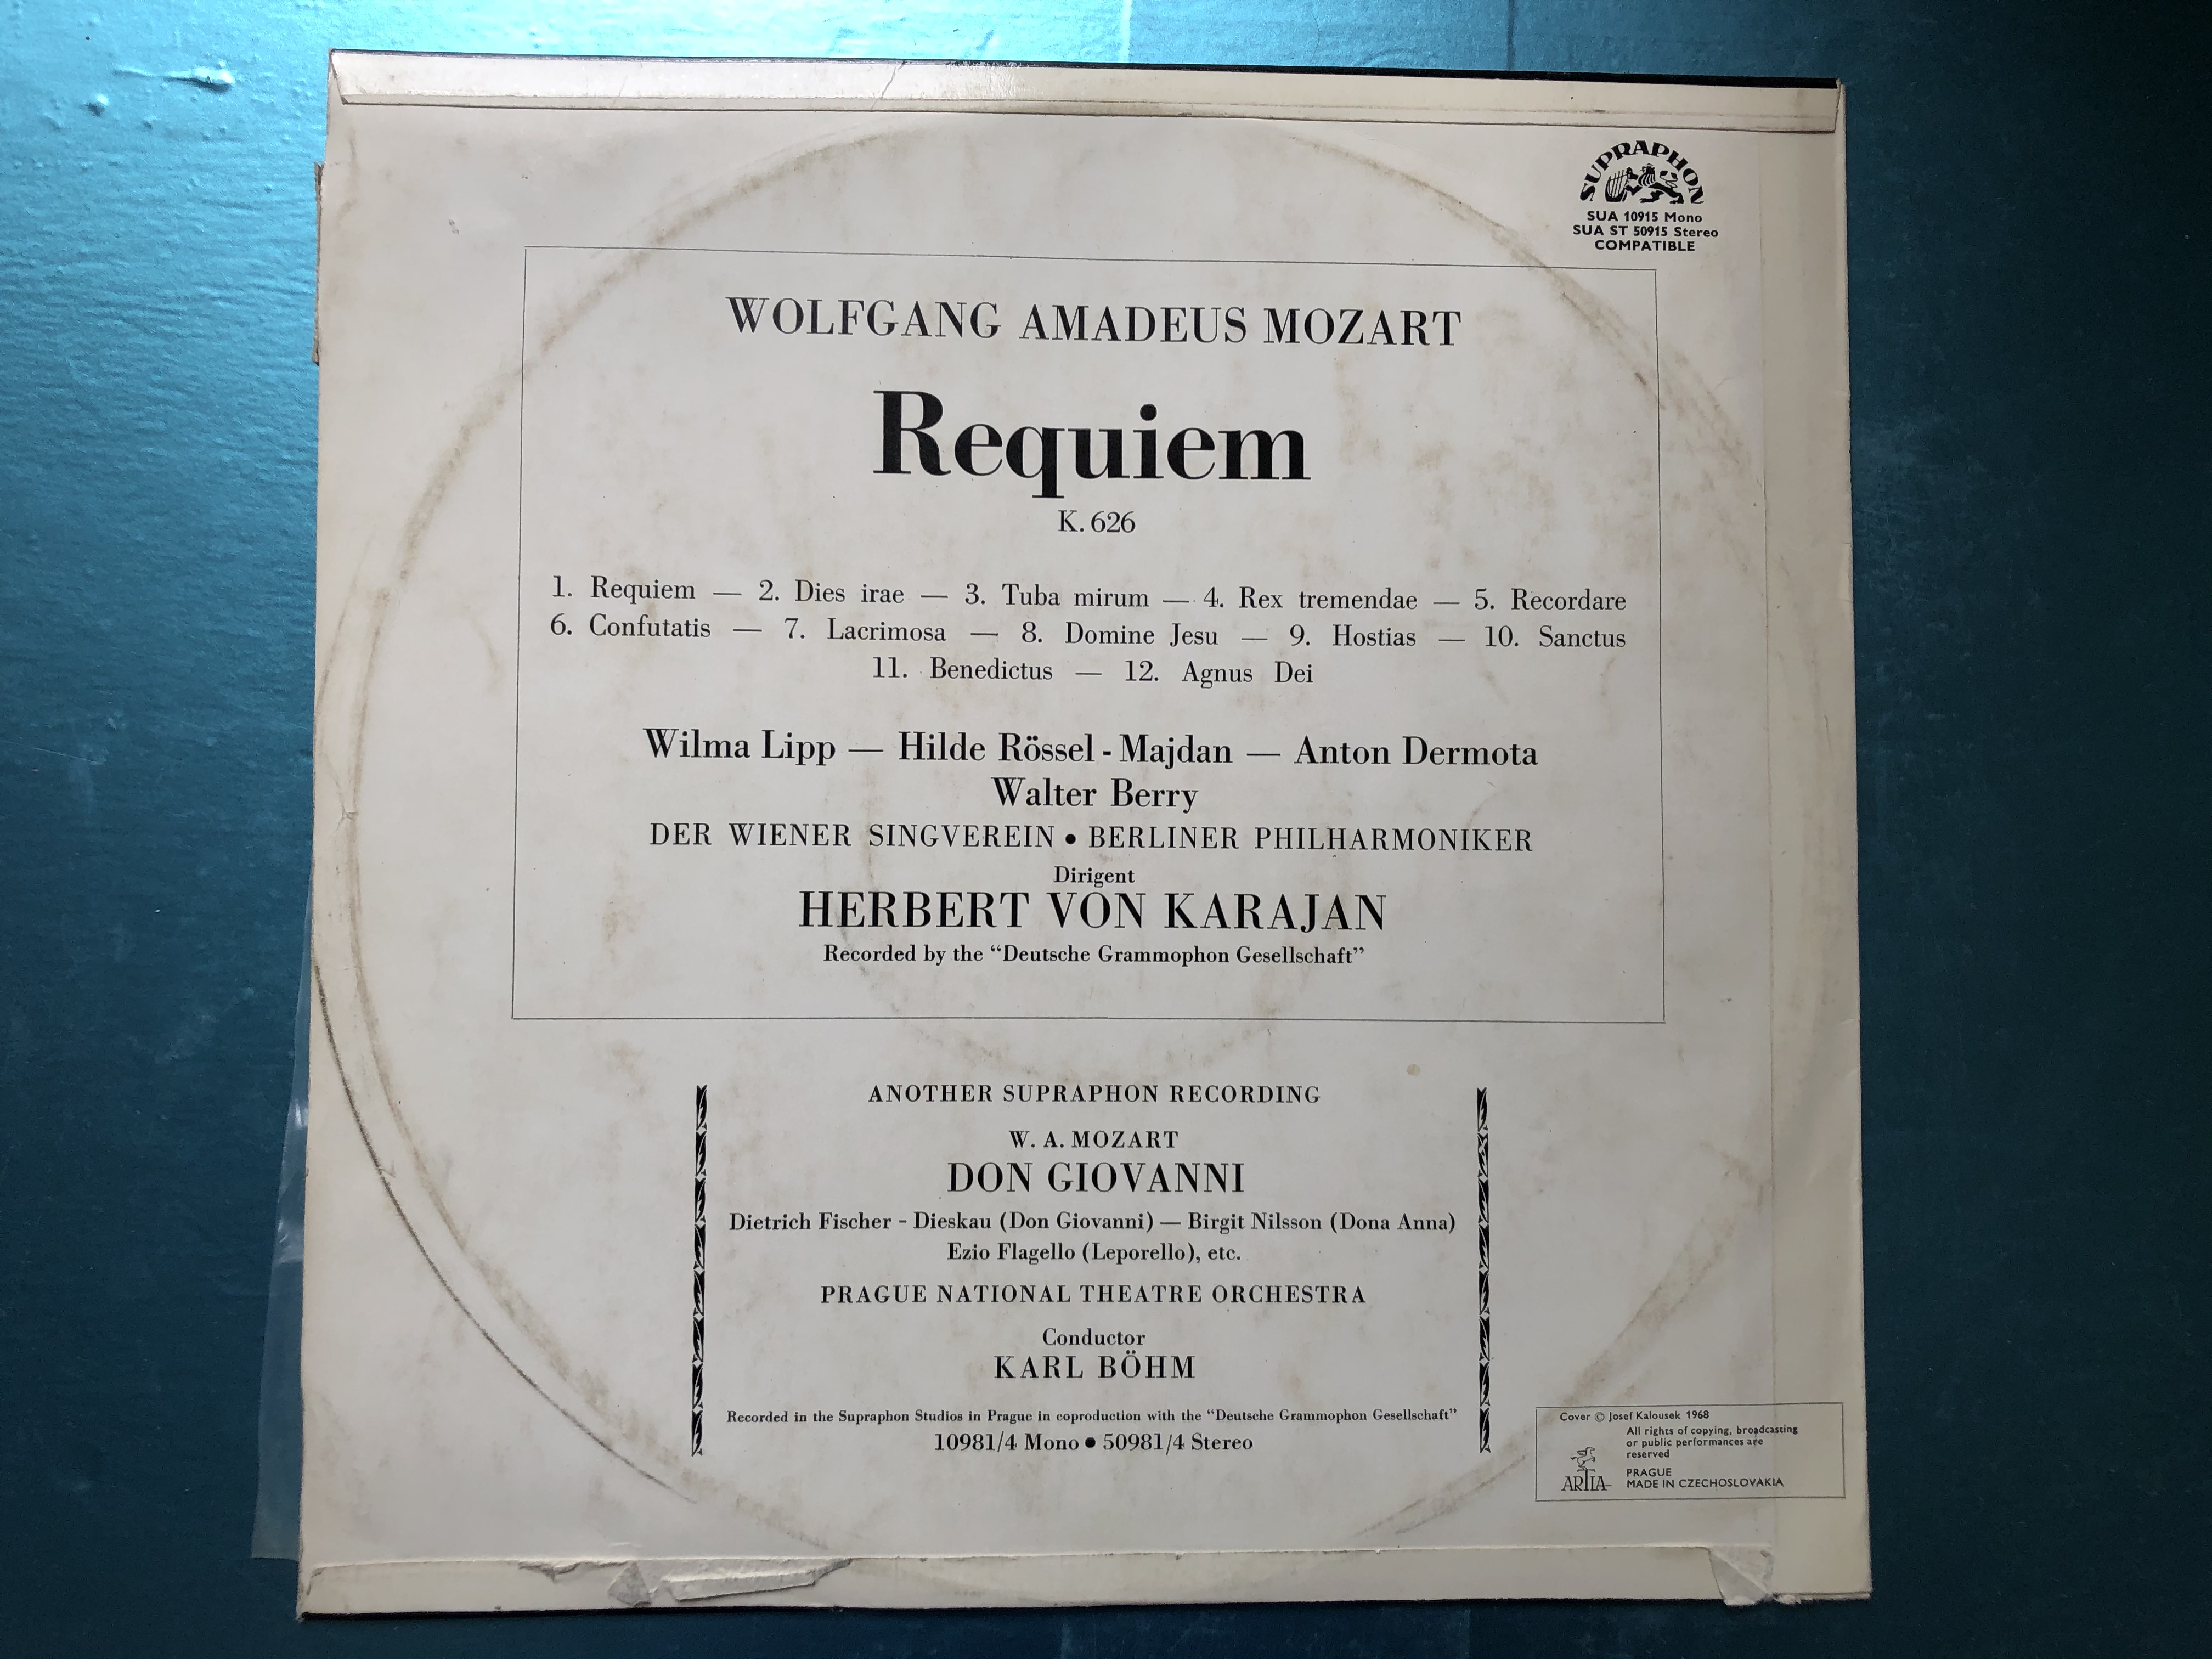 SUPRAPHON
SUA 10915 Mono
SUA ST 50915 Stereo
COMPATIBLE
WOLFGANG AMADEUS MOZART
Requiem
K. 626
1. Requiem — 2. Dies irae — 3. Tuba mirum — 4. Rex tremendae — 5. Recordare
6. Confutatis — 7. Lacrimosa — 8. Domine Jesu — 9. Hostias — 10. Sanctus
11. Benedictus — 12. Agnus Dei
Wilma Lipp — Hilde Rössel - Majdan — Anton Dermota
Walter Berry
DER WIENER SINGVEREIN • BERLINER PHILHARMONIKER
Dirigent
HERBERT VON KARAJAN
Recorded by the “Deutsche Grammophon Gesellschaft”
ANOTHER SUPRAPHON RECORDING
W. A. MOZART
DON GIOVANNI
Dietrich Fischer - Dieskau (Don Giovanni) — Birgit Nilsson (Dona Anna)
Ezio Flagello (Leporello), etc.
PRAGUE NATIONAL THEATRE ORCHESTRA
Conductor
KARL BÖHM
Recorded in the Supraphon Studios in Prague in coproduction with the “Deutsche Grammophon Gesellschaft”
10981/4 Mono • 50981/4 Stereo
Cover © Josef Kalousek 1968
All rights of copying, broadcasting
or public performances are
reserved
ARTIA
PRAGUE
MADE IN CZECHOSLOVAKIA